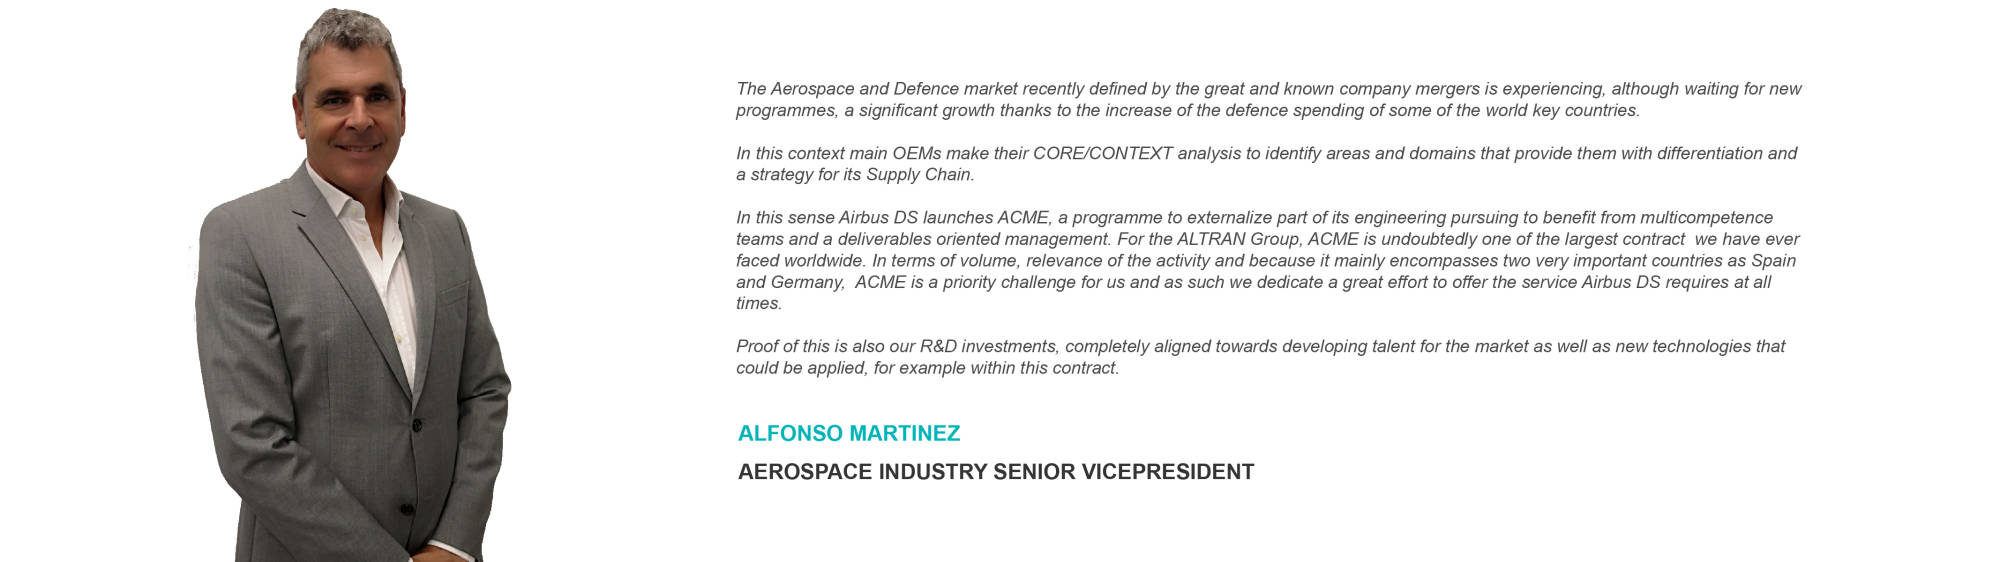 The Aerospace and Defence market recently defined by the great and known company mergers is experiencing, although waiting for new
programmes, a significant growth thanks to the increase of the defence spending of some of the world key countries.
In this context main OEMs make their CORE/CONTEXT analysis to identify areas and domains that provide them with differentiation and
a strategy for its Supply Chain.
In this sense Airbus DS launches ACME, a programme to externalize part of its engineering pursuing to benefit from multicompetence
teams and a deliverables oriented management. For the ALTRAN Group, ACME is undoubtedly one of the largest contract  we have ever
faced worldwide. In terms of volume, relevance of the activity and because it mainly encompasses two very important countries as Spain
and Germany,  ACME is a priority challenge for us and as such we dedicate a great effort to offer the service Airbus DS requires at all
times.
Proof of this is also our R&D investments, completely aligned towards developing talent for the market as well as new technologies that
could be applied, for example within this contract.
ALFONSO MARTINEZ
AEROSPACE INDUSTRY SENIOR VICEPRESIDENT